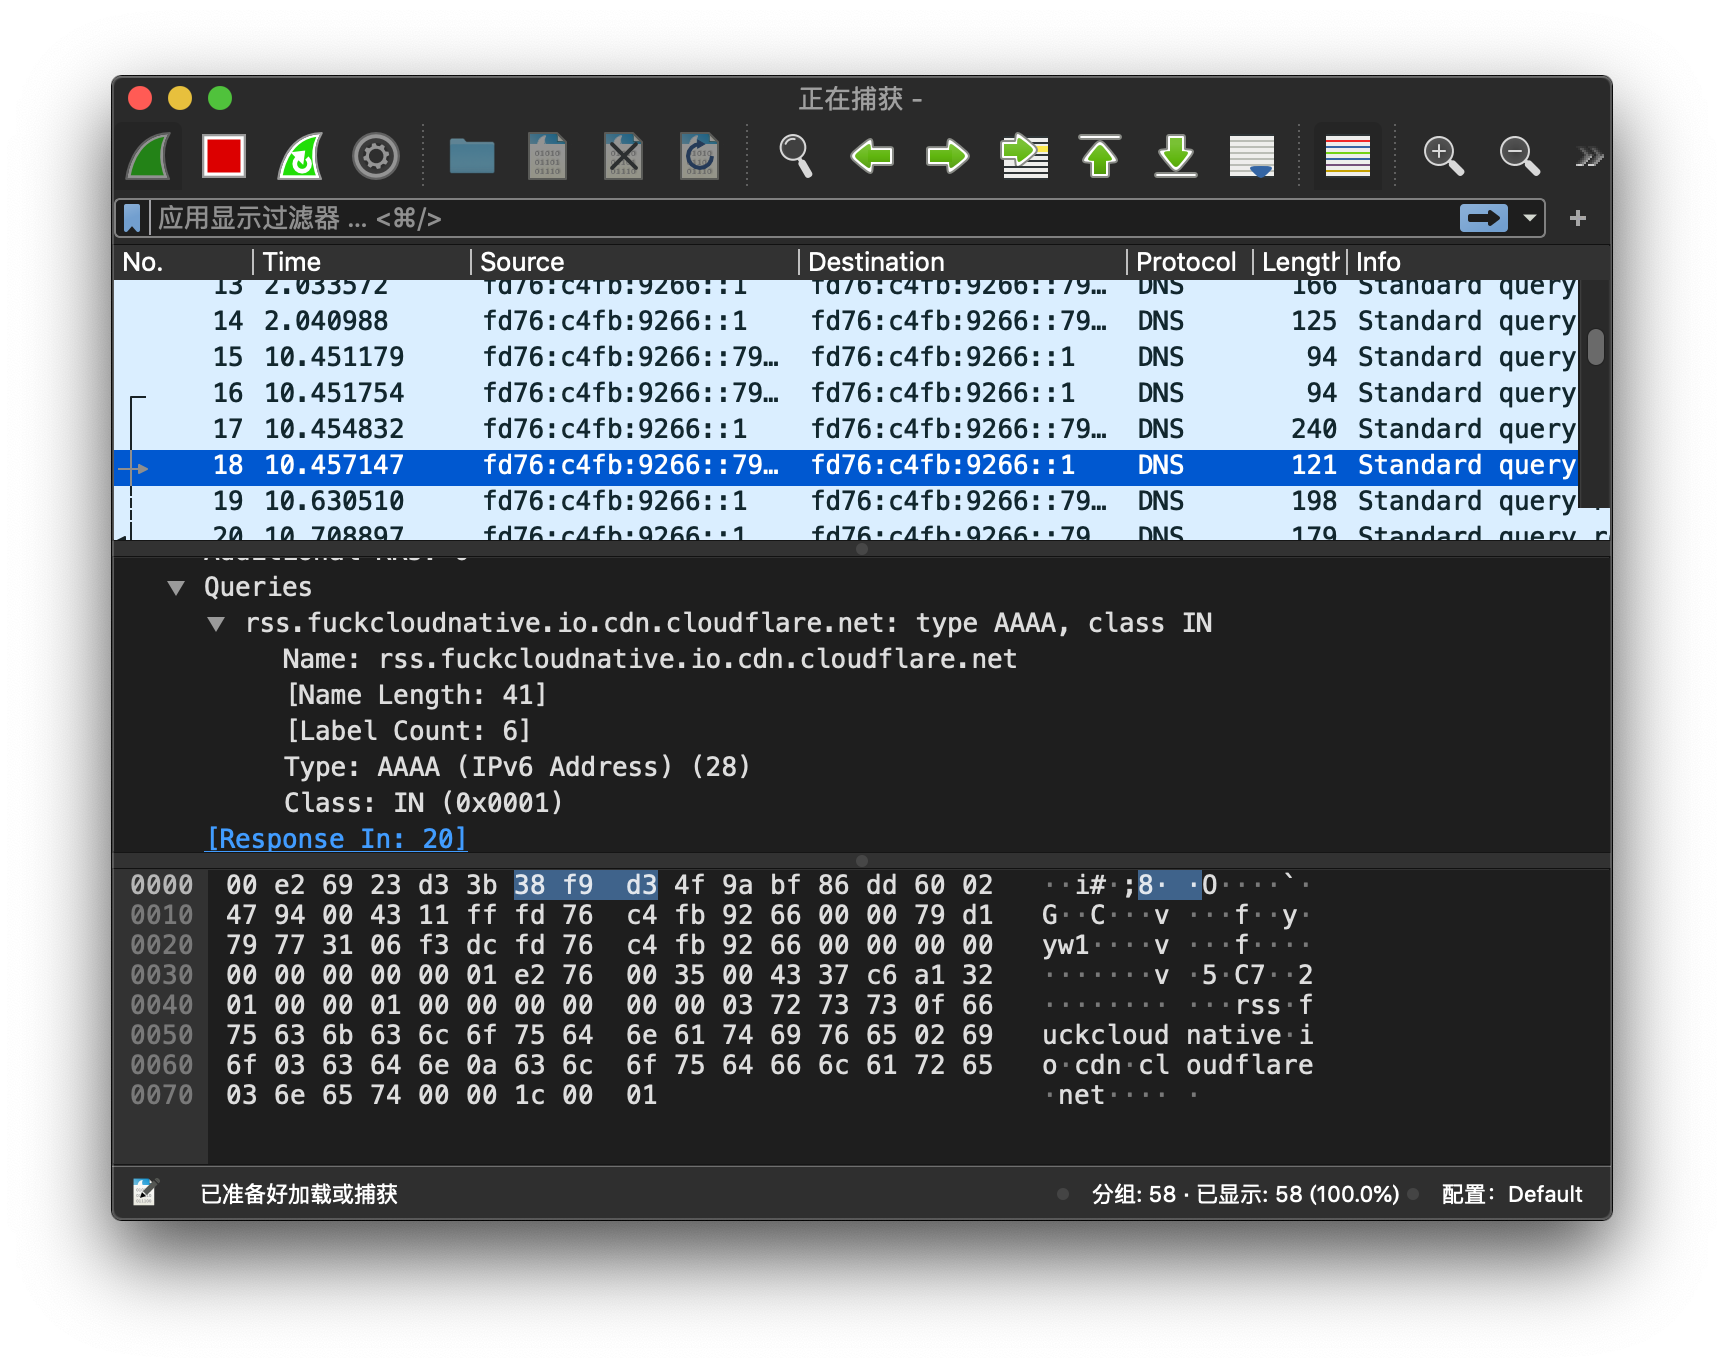 正在捕获 -
应用显示过滤器 … <⌘/>
+
No. Time Source Destination Protocol Length Info
13 2.033572 fd76:c4fb:9266::1 fd76:c4fb:9266::79… DNS 166 Standard query
14 2.040988 fd76:c4fb:9266::1 fd76:c4fb:9266::79… DNS 125 Standard query
15 10.451179 fd76:c4fb:9266::79… fd76:c4fb:9266::1 DNS 94 Standard query
16 10.451754 fd76:c4fb:9266::79… fd76:c4fb:9266::1 DNS 94 Standard query
17 10.454832 fd76:c4fb:9266::1 fd76:c4fb:9266::79… DNS 240 Standard query
18 10.457147 fd76:c4fb:9266::79… fd76:c4fb:9266::1 DNS 121 Standard query
19 10.630510 fd76:c4fb:9266::1 fd76:c4fb:9266::79… DNS 198 Standard query
20 10.708897 fd76:c4fb:9266::1 fd76:c4fb:9266::79 DNS 179 Standard query r
Queries
rss.fuckcloudnative.io.cdn.cloudflare.net: type AAAA, class IN
Name: rss.fuckcloudnative.io.cdn.cloudflare.net
[Name Length: 41]
[Label Count: 6]
Type: AAAA (IPv6 Address) (28)
Class: IN (0x0001)
[Response In: 20]
0000 00 e2 69 23 d3 3b 38 f9 d3 4f 9a bf 86 dd 60 02 ··i#·;8· ·O····`·
0010 47 94 00 43 11 ff fd 76 c4 fb 92 66 00 00 79 d1 G··C···v ···f··y·
0020 79 77 31 06 f3 dc fd 76 c4 fb 92 66 00 00 00 00 yw1····v ···f····
0030 00 00 00 00 00 01 e2 76 00 35 00 43 37 c6 a1 32 ·······v ·5·C7··2
0040 01 00 00 01 00 00 00 00 00 00 03 72 73 73 0f 66 ········ ···rss·f
0050 75 63 6b 63 6c 6f 75 64 6e 61 74 69 76 65 02 69 uckcloud native·i
0060 6f 03 63 64 6e 0a 63 6c 6f 75 64 66 6c 61 72 65 o·cdn·cl oudflare
0070 03 6e 65 74 00 00 1c 00 01 ·net···· ·
已准备好加载或捕获 分组: 58 · 已显示: 58 (100.0%) 配置: Default